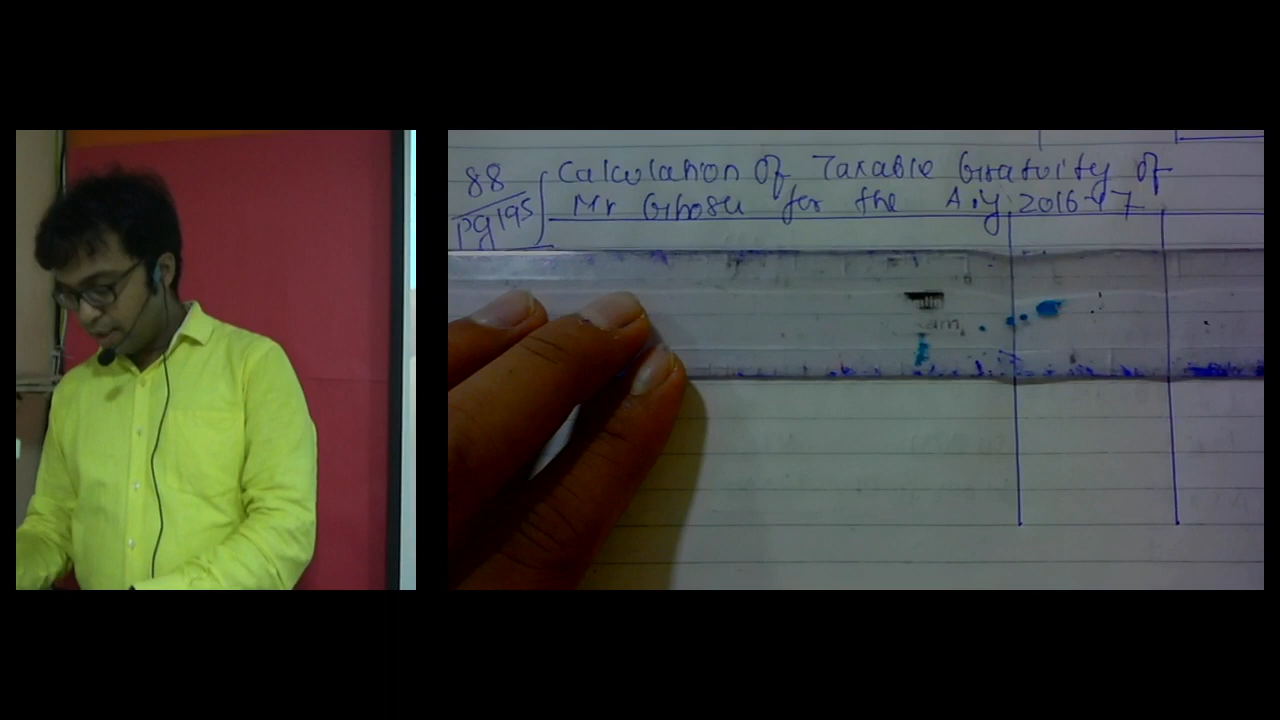 88
Pg 195
Calculation Of Taxable Gratuity of
Mr Ghosh for the A.Y. 2016-17